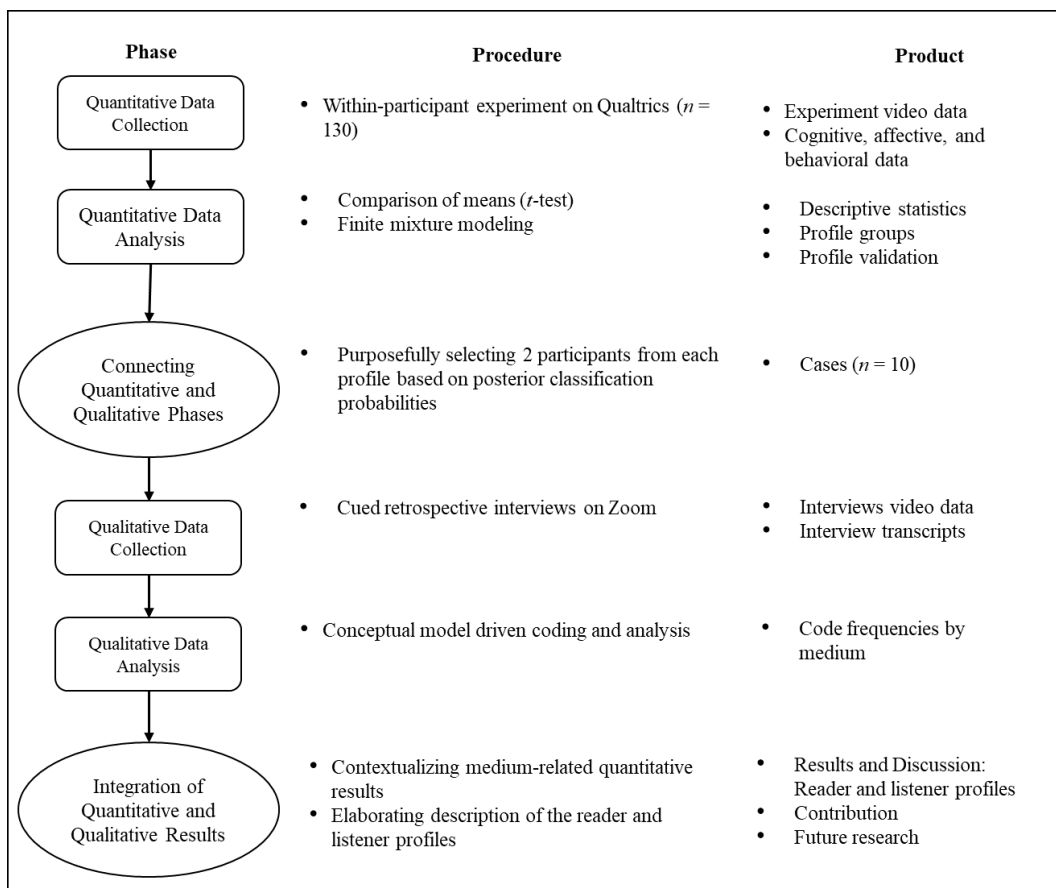 Phase
Procedure
Product
Quantitative Data
Collection
• Within-participant experiment on Qualtrics (n =
130)
• Experiment video data
• Cognitive, affective, and
behavioral data
Quantitative Data
Analysis
• Comparison of means (t-test)
• Finite mixture modeling
• Descriptive statistics
• Profile groups
• Profile validation
Connecting
Quantitative and
Qualitative Phases
• Purposefully selecting 2 participants from each
profile based on posterior classification
probabilities
• Cases (n = 10)
Qualitative Data
Collection
• Cued retrospective interviews on Zoom
• Interviews video data
• Interview transcripts
Qualitative Data
Analysis
• Conceptual model driven coding and analysis
• Code frequencies by
medium
Integration of
Quantitative and
Qualitative Results
• Contextualizing medium-related quantitative
results
• Elaborating description of the reader and
listener profiles
• Results and Discussion:
Reader and listener profiles
• Contribution
• Future research